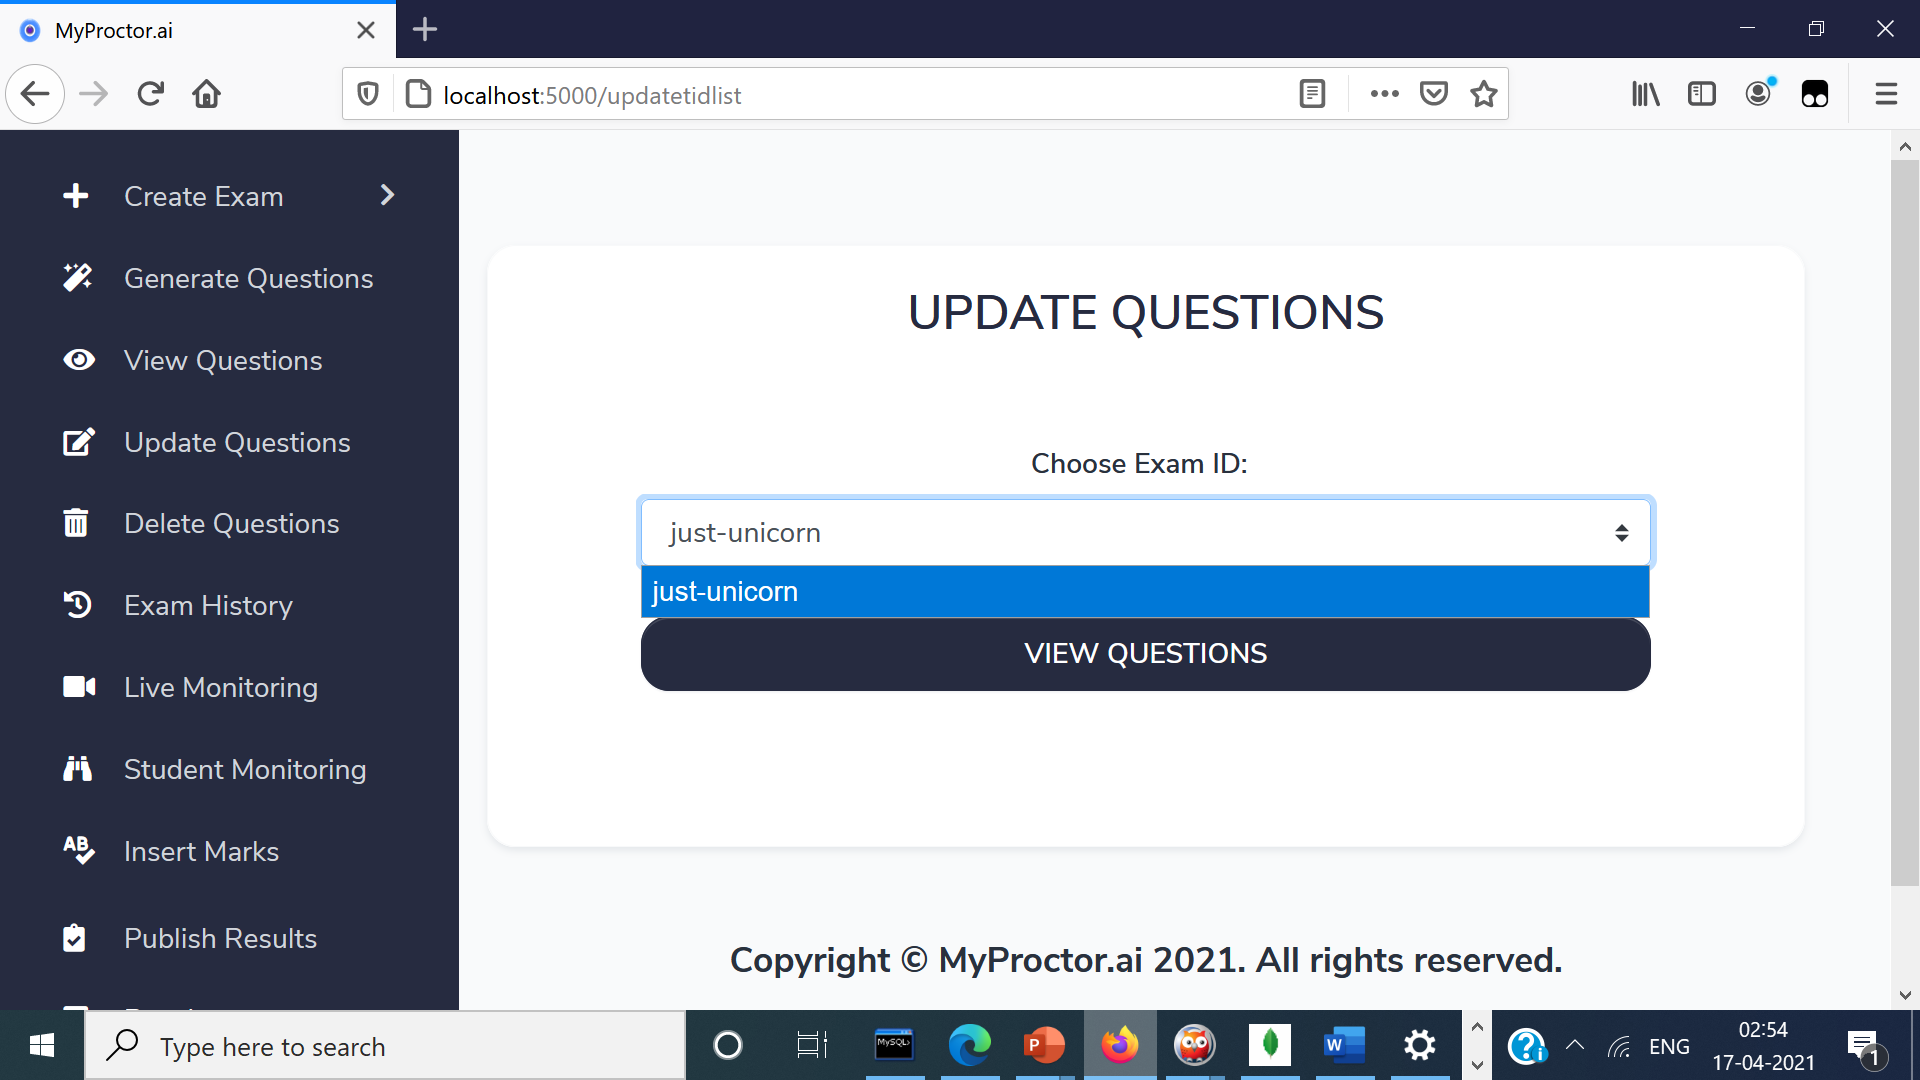 MyProctor.ai
localhost:5000/updatetidlist
Create Exam
Generate Questions
View Questions
Update Questions
Delete Questions
Exam History
Live Monitoring
Student Monitoring
Insert Marks
Publish Results
UPDATE QUESTIONS
Choose Exam ID:
just-unicorn
just-unicorn
VIEW QUESTIONS
Copyright © MyProctor.ai 2021. All rights reserved.
Type here to search
MySQL>
P
W
ENG
02:54
17-04-2021
1